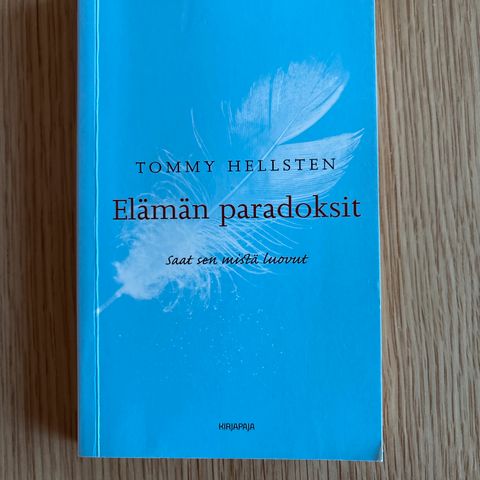 TOMMY HELLSTEN
Elämän paradoksit
Saat sen mistä luovut
KIRJAPAJA